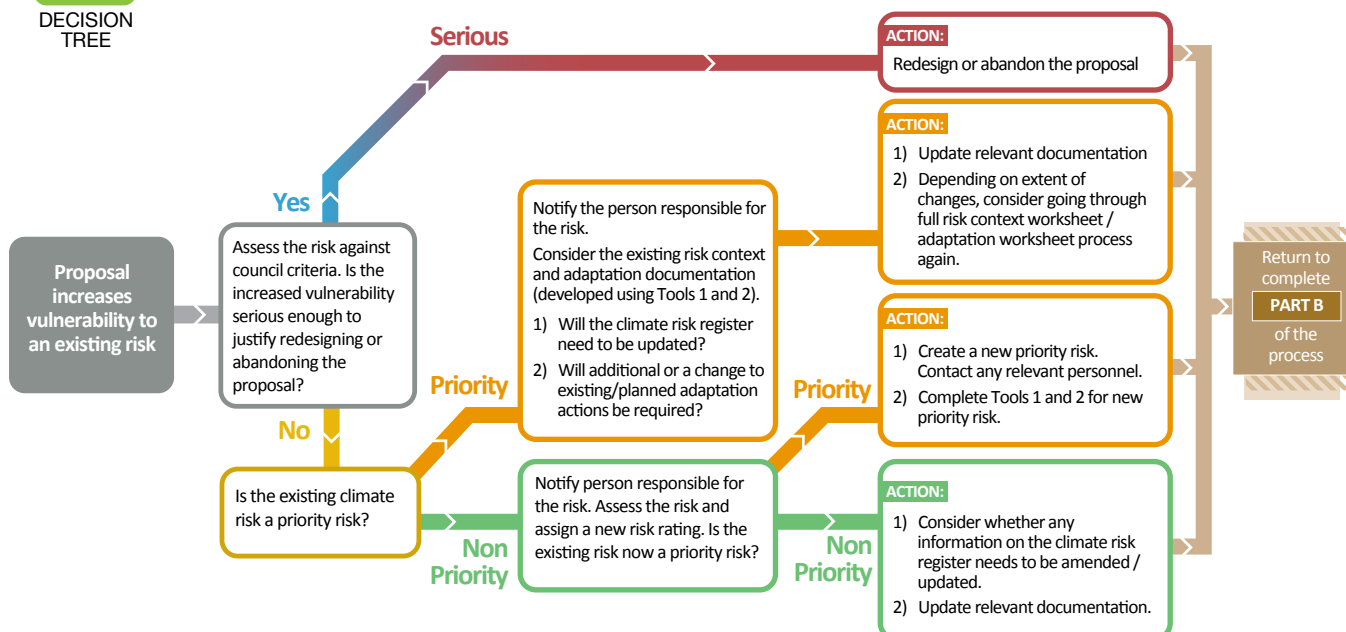 DECISION
TREE
Serious
ACTION:
Redesign or abandon the proposal
ACTION:
1) Update relevant documentation
2) Depending on extent of
changes, consider going through
full risk context worksheet /
adaptation worksheet process
again.
Yes
Proposal
increases
vulnerability to
an existing risk
Assess the risk against
council criteria. Is the
increased vulnerability
serious enough to
justify redesigning or
abandoning the
proposal?
Notify the person responsible for
the risk.
Consider the existing risk context
and adaptation documentation
(developed using Tools 1 and 2).
1) Will the climate risk register
need to be updated?
2) Will additional or a change to
existing/planned adaptation
actions be required?
Priority
Priority
ACTION:
1) Create a new priority risk.
Contact any relevant personnel.
2) Complete Tools 1 and 2 for new
priority risk.
Return to
complete
PART B
of the
process
No
Is the existing climate
risk a priority risk?
Non
Priority
Notify person responsible for
the risk. Assess the risk and
assign a new risk rating. Is the
existing risk now a priority risk?
Non
Priority
ACTION:
1) Consider whether any
information on the climate risk
register needs to be amended /
updated.
2) Update relevant documentation.